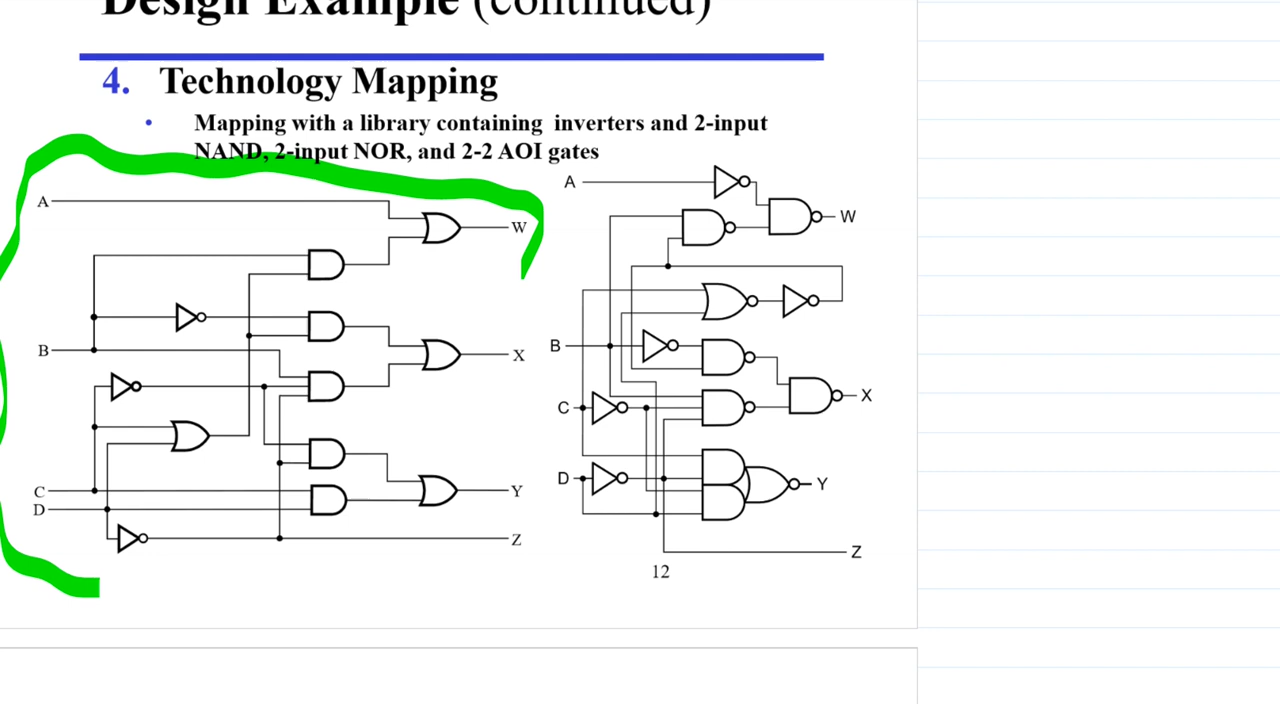 Design Example (continued)
4. Technology Mapping
• Mapping with a library containing inverters and 2-input
NAND, 2-input NOR, and 2-2 AOI gates
A
W
B
X
C
D
Y
Z
A
W
B
X
C
D
Y
Z
12